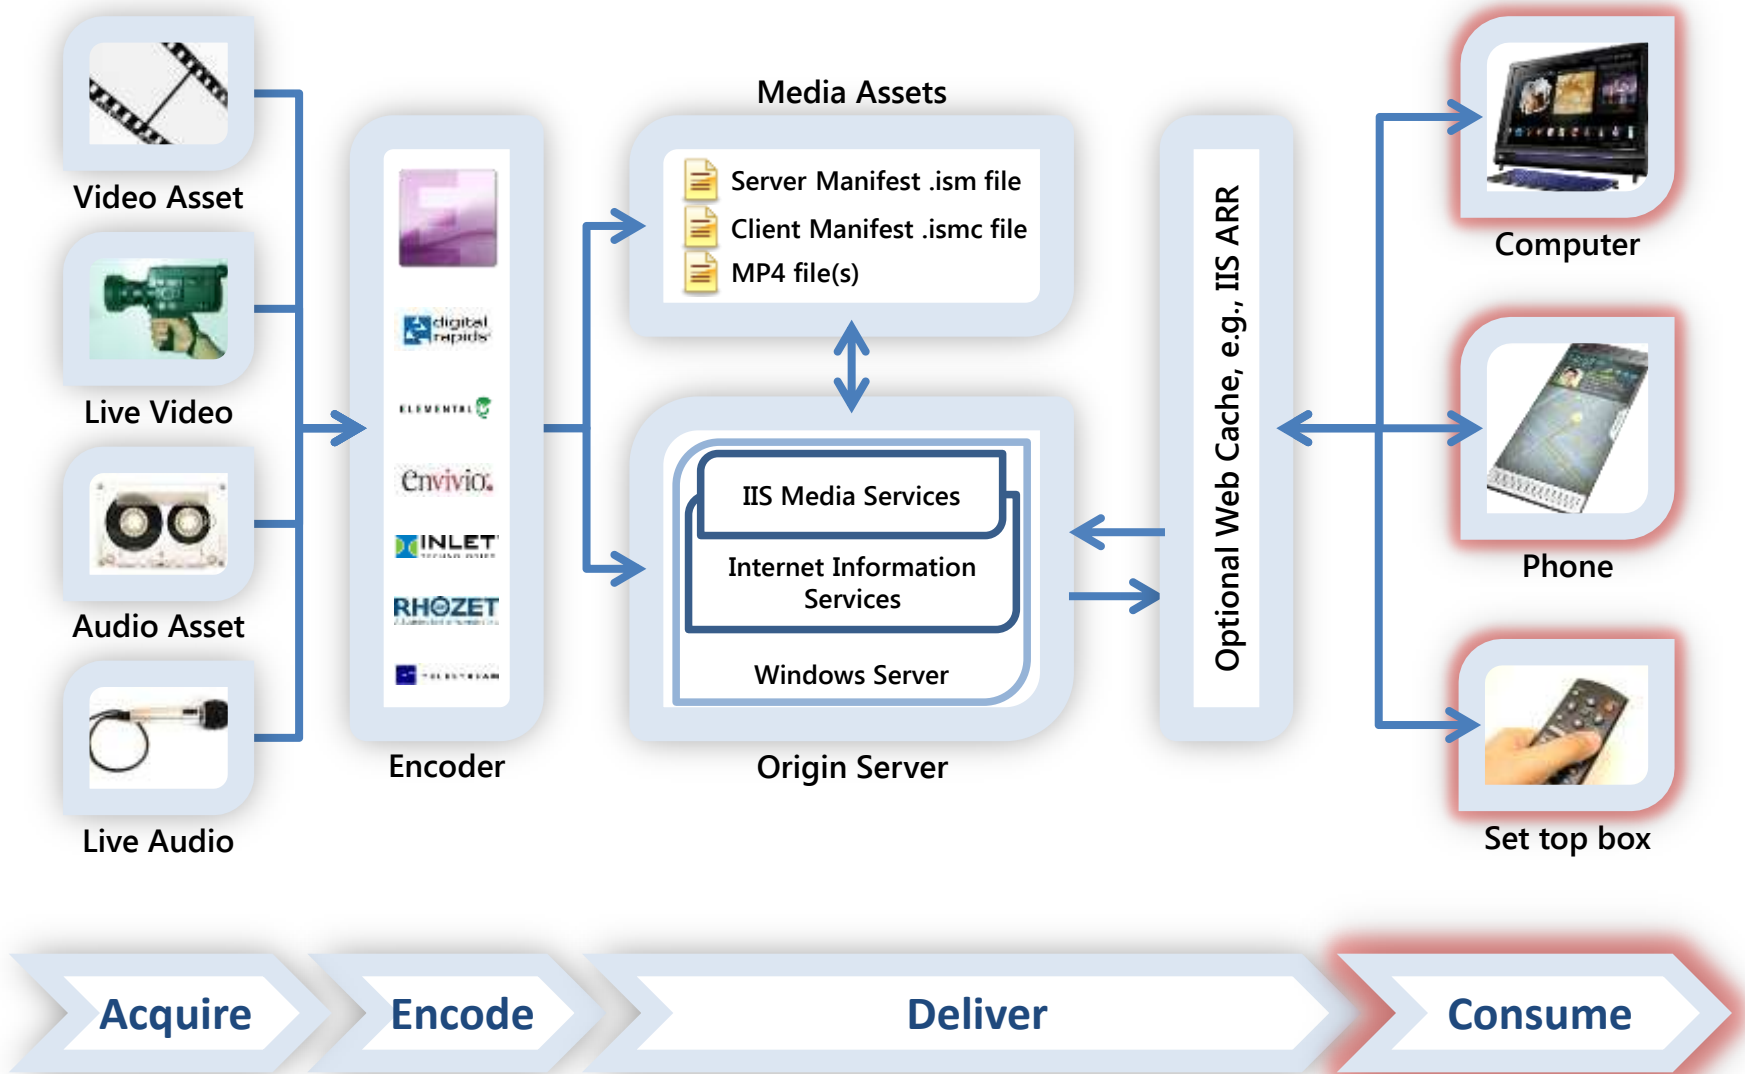 Video Asset
Live Video
Audio Asset
Live Audio
digital
rapids
ELEMENTAL
envivio
INLET
TECHNOLOGIES
RHOZET
TELESTREAM
Encoder
Media Assets
Server Manifest .ism file
Client Manifest .ismc file
MP4 file(s)
IIS Media Services
Internet Information
Services
Windows Server
Origin Server
Optional Web Cache, e.g., IIS ARR
Computer
Phone
Set top box
Acquire
Encode
Deliver
Consume